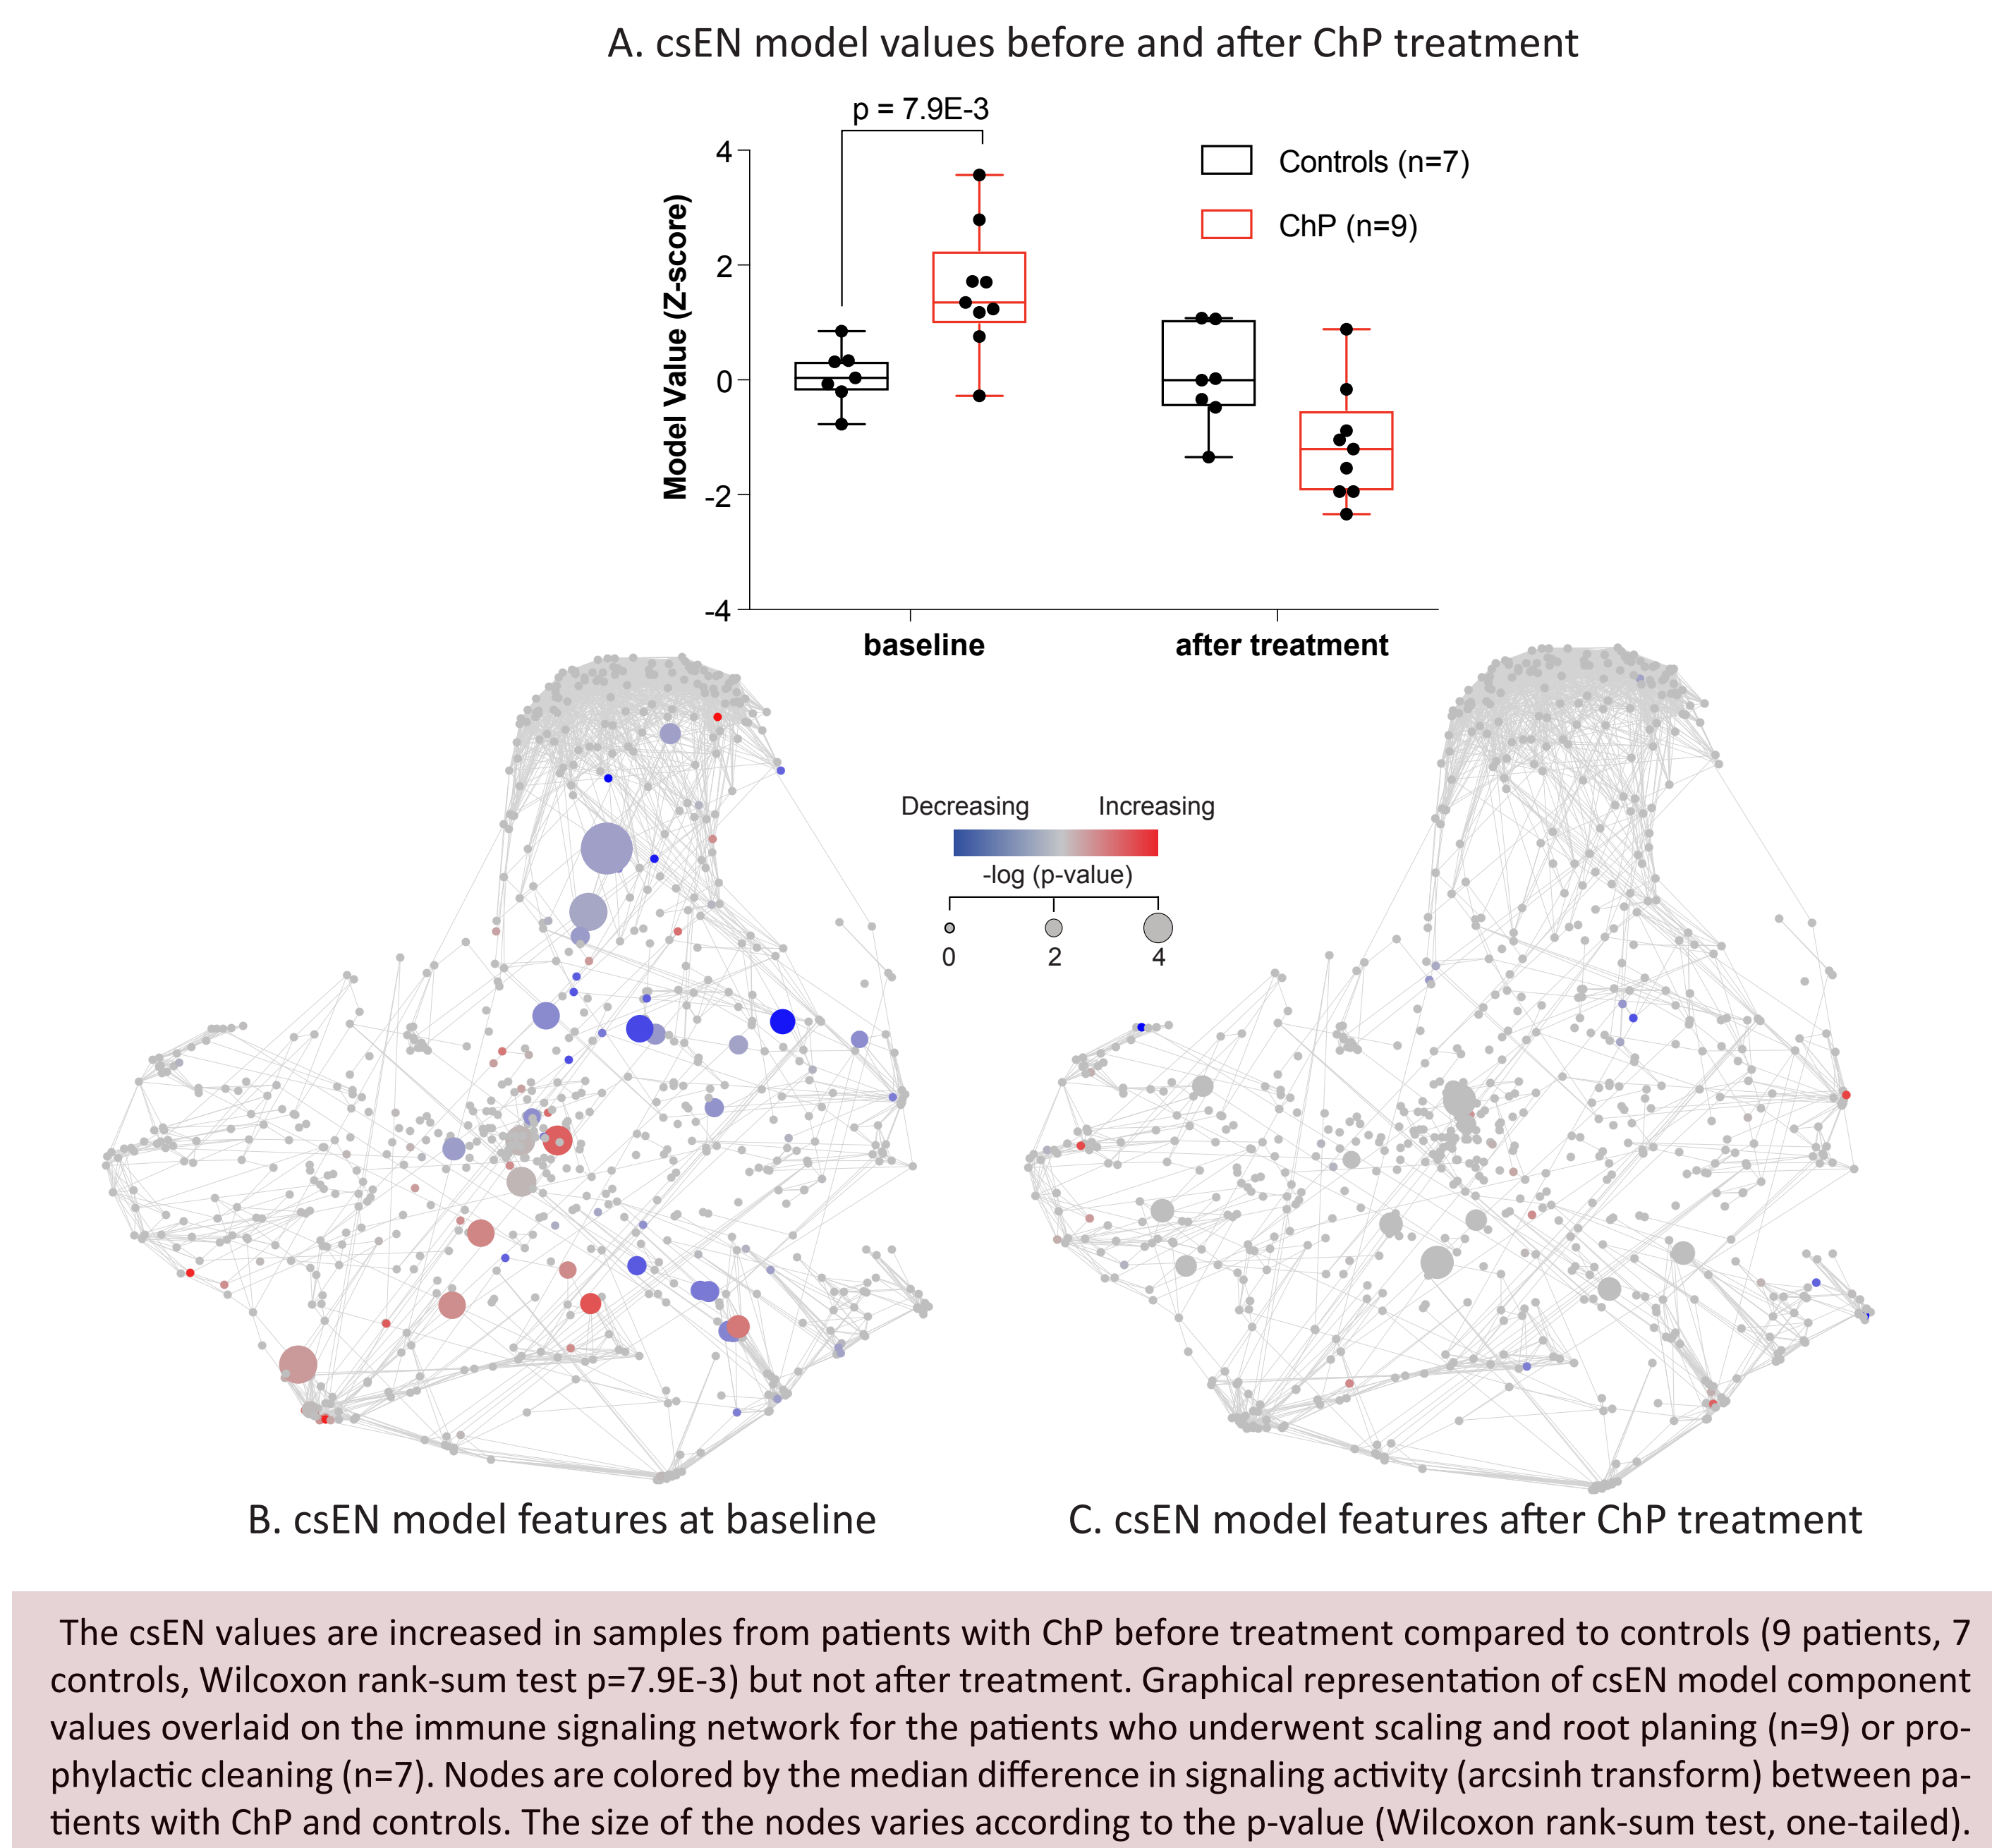 A. csEN model values before and after ChP treatment
p = 7.9E-3
4
2
0
-2
-4
Model Value (Z-score)
Controls (n=7)
ChP (n=9)
baseline
after treatment
Decreasing
Increasing
-log (p-value)
0
2
4
B. csEN model features at baseline
C. csEN model features after ChP treatment
The csEN values are increased in samples from patients with ChP before treatment compared to controls (9 patients, 7
controls, Wilcoxon rank-sum test p=7.9E-3) but not after treatment. Graphical representation of csEN model component
values overlaid on the immune signaling network for the patients who underwent scaling and root planing (n=9) or pro-
phylactic cleaning (n=7). Nodes are colored by the median difference in signaling activity (arcsinh transform) between pa-
tients with ChP and controls. The size of the nodes varies according to the p-value (Wilcoxon rank-sum test, one-tailed).